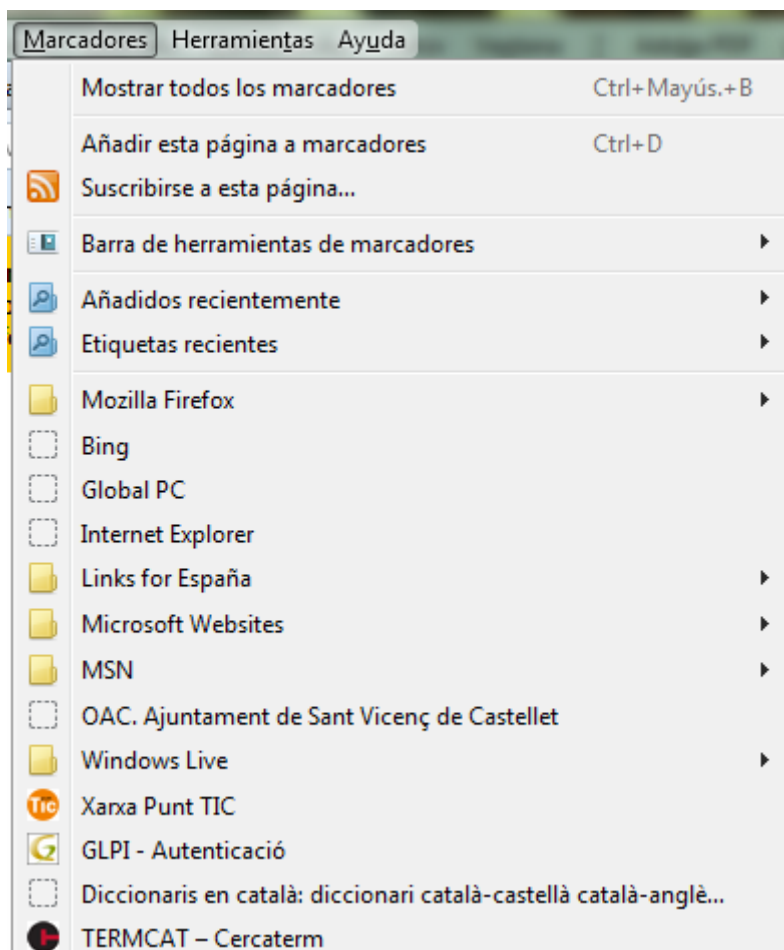 Marcadores Herramientas Ayuda
Mostrar todos los marcadores Ctrl+Mayús.+B
Añadir esta página a marcadores Ctrl+D
Suscribirse a esta página...
Barra de herramientas de marcadores
Añadidos recientemente
Etiquetas recientes
Mozilla Firefox
Bing
Global PC
Internet Explorer
Links for España
Microsoft Websites
MSN
OAC. Ajuntament de Sant Vicenç de Castellet
Windows Live
Tic Xarxa Punt TIC
GLPI - Autenticació
Diccionaris en català: diccionari català-castellà català-anglè...
TERMCAT – Cercaterm